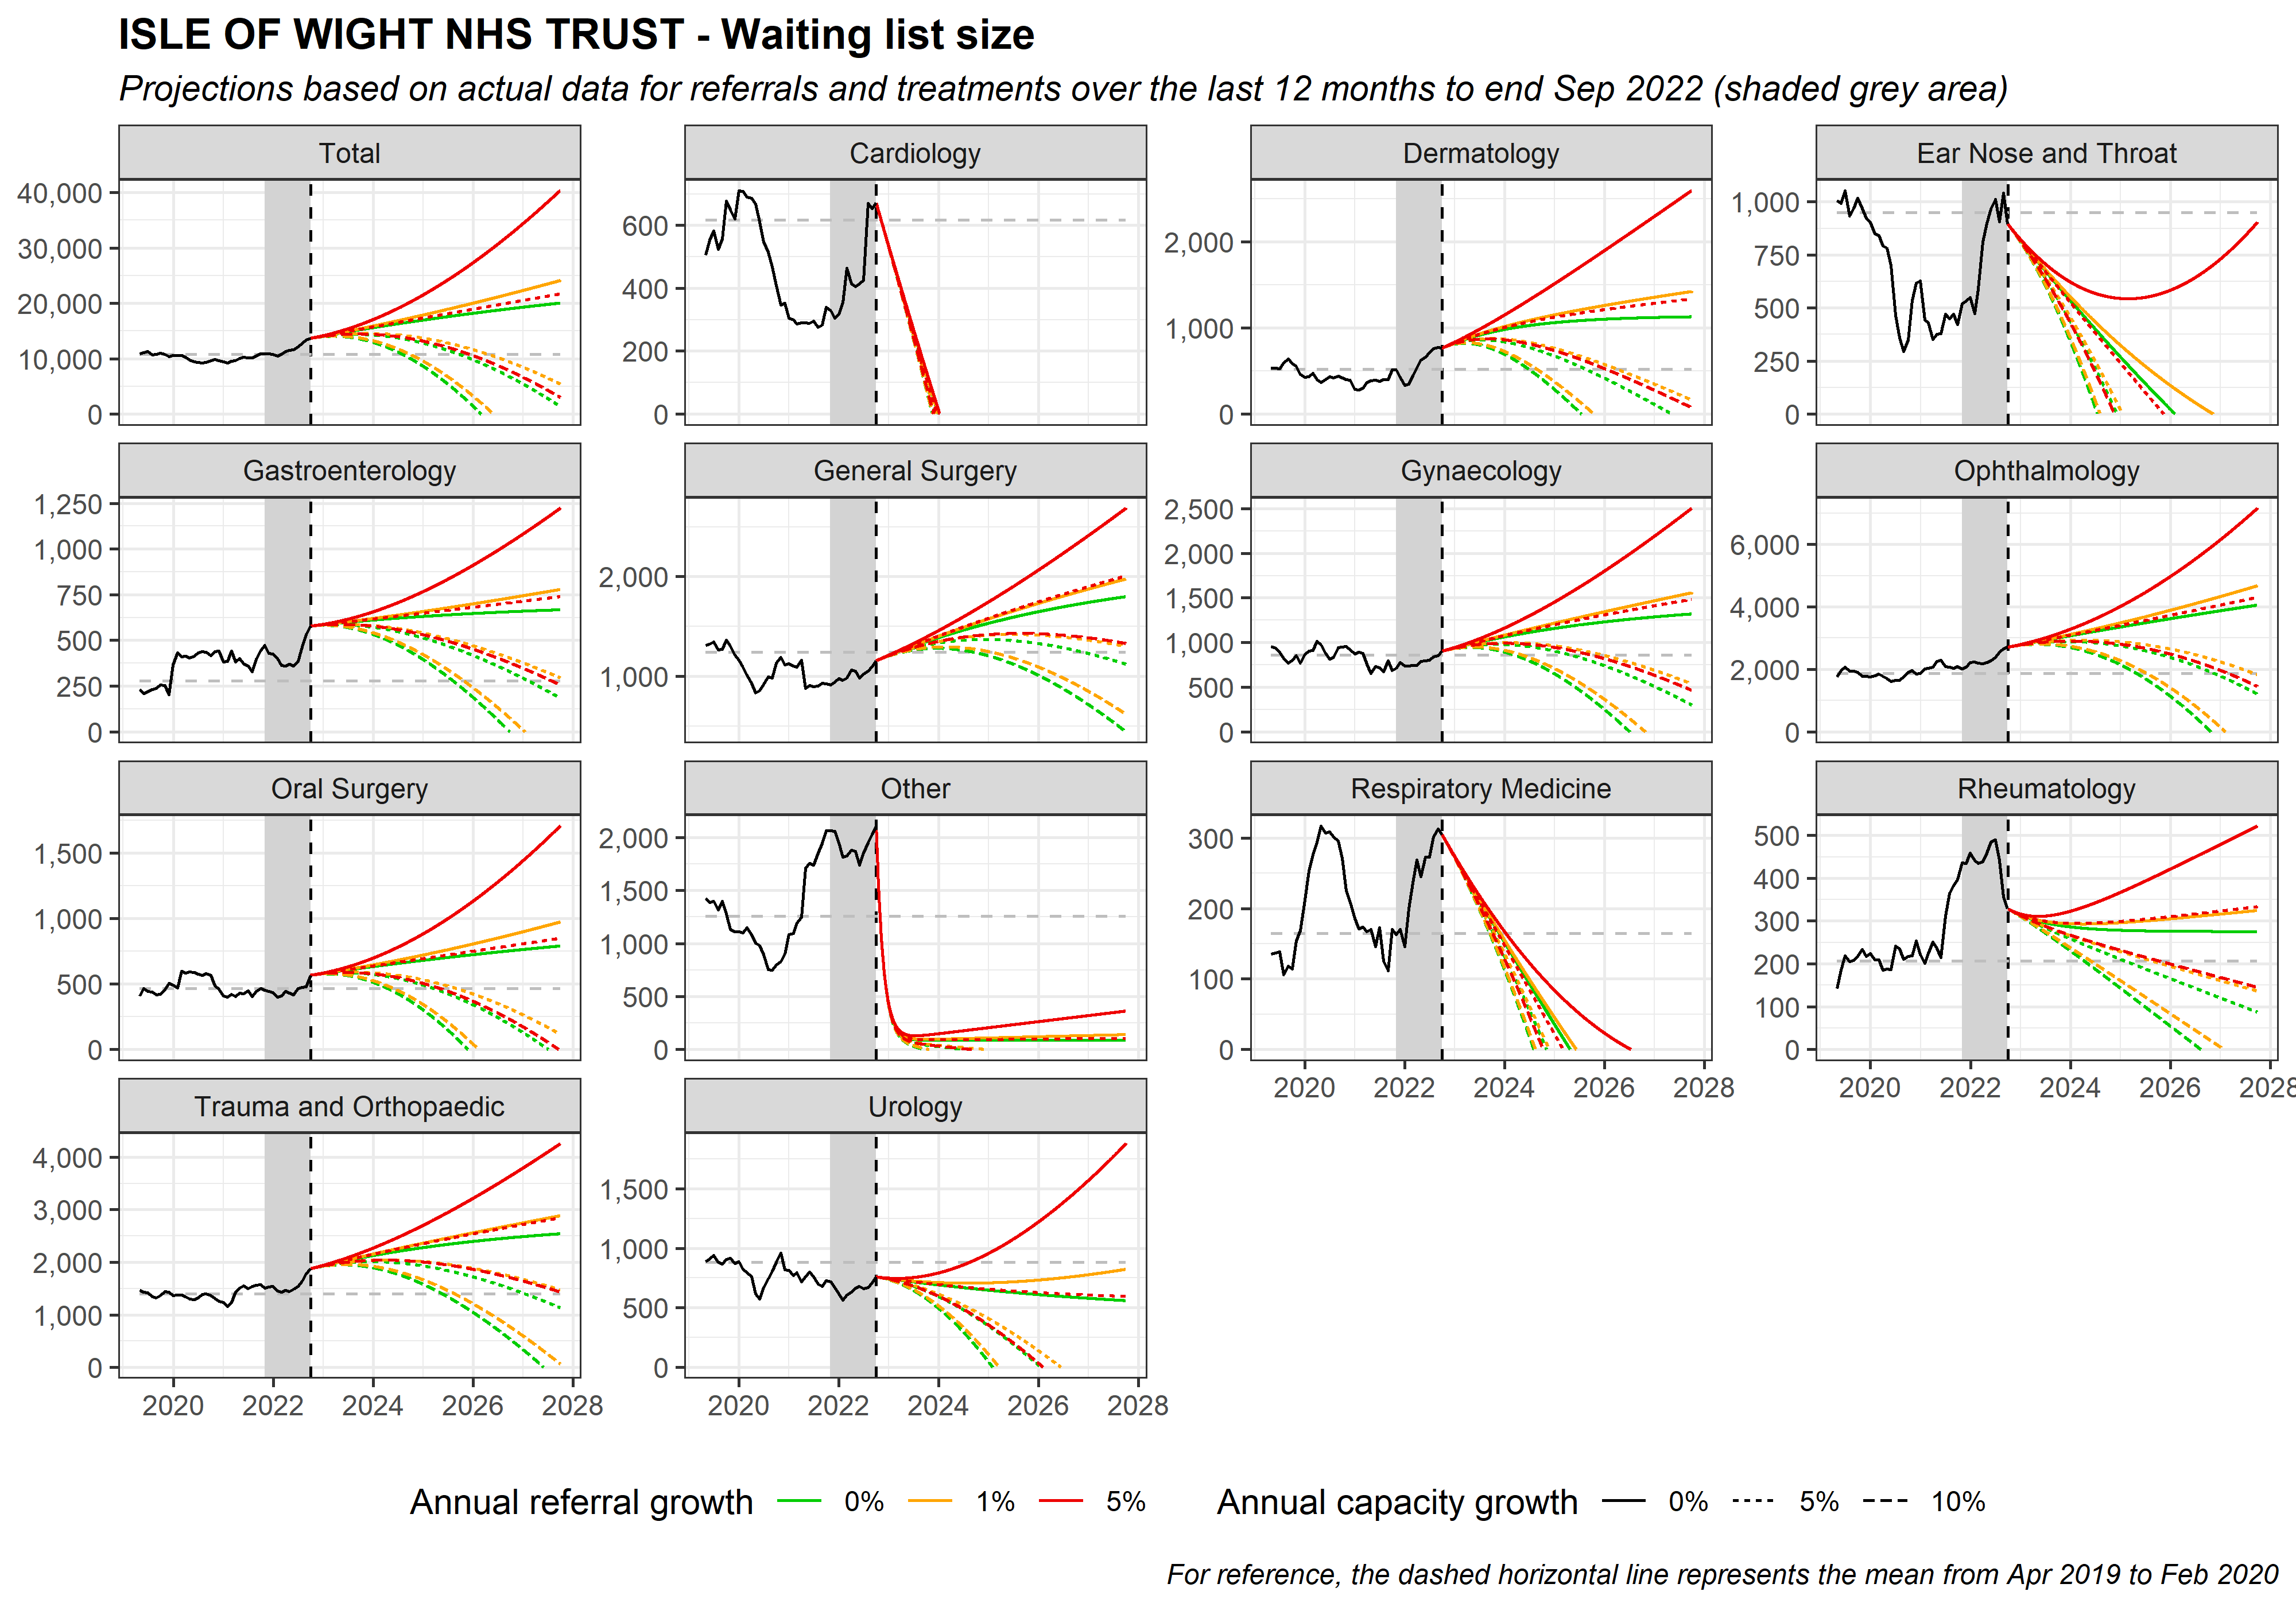 ISLE OF WIGHT NHS TRUST - Waiting list size
Projections based on actual data for referrals and treatments over the last 12 months to end Sep 2022 (shaded grey area)
Total
Cardiology
Dermatology
Ear Nose and Throat
40,000
30,000
20,000
10,000
0
600
400
200
0
2,000
1,000
0
1,000
750
500
250
0
Gastroenterology
General Surgery
Gynaecology
Ophthalmology
1,250
1,000
750
500
250
0
2,000
1,000
2,500
2,000
1,500
1,000
500
0
6,000
4,000
2,000
0
Oral Surgery
Other
Respiratory Medicine
Rheumatology
1,500
1,000
500
0
2,000
1,500
1,000
500
0
300
200
100
0
500
400
300
200
100
0
2020 2022 2024 2026 2028
2020 2022 2024 2026 2028
Trauma and Orthopaedic
Urology
4,000
3,000
2,000
1,000
0
1,500
1,000
500
0
2020 2022 2024 2026 2028
2020 2022 2024 2026 2028
Annual referral growth 0% 1% 5%
Annual capacity growth 0% 5% 10%
For reference, the dashed horizontal line represents the mean from Apr 2019 to Feb 2020